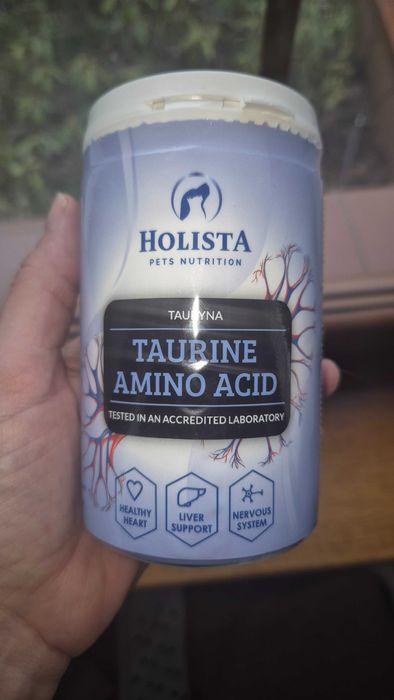 HOLISTA
PETS NUTRITION
TAURYNA
TAURINE
AMINO ACID
TESTED IN AN ACCREDITED LABORATORY
HEALTHY
HEART
LIVER
SUPPORT
NERVOUS
SYSTEM